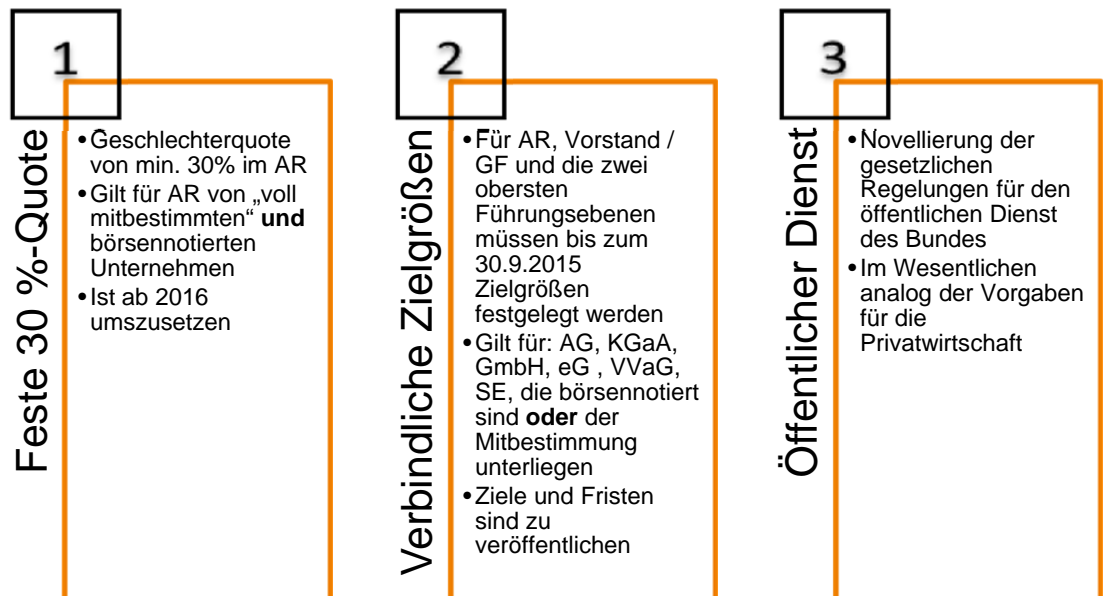 1
Feste 30 %-Quote
•Geschlechterquote
von min. 30% im AR
•Gilt für AR von „voll
mitbestimmten“ und
börsennotierten
Unternehmen
•Ist ab 2016
umszusetzen
2
Verbindliche Zielgrößen
•Für AR, Vorstand /
GF und die zwei
obersten
Führungsebenen
müssen bis zum
30.9.2015
Zielgrößen
festgelegt werden
•Gilt für: AG, KGaA,
GmbH, eG , VVaG,
SE, die börsennotiert
sind oder der
Mitbestimmung
unterliegen
•Ziele und Fristen
sind zu
veröffentlichen
3
Öffentlicher Dienst
•Novellierung der
gesetzlichen
Regelungen für den
öffentlichen Dienst
des Bundes
•Im Wesentlichen
analog der Vorgaben
für die
Privatwirtschaft